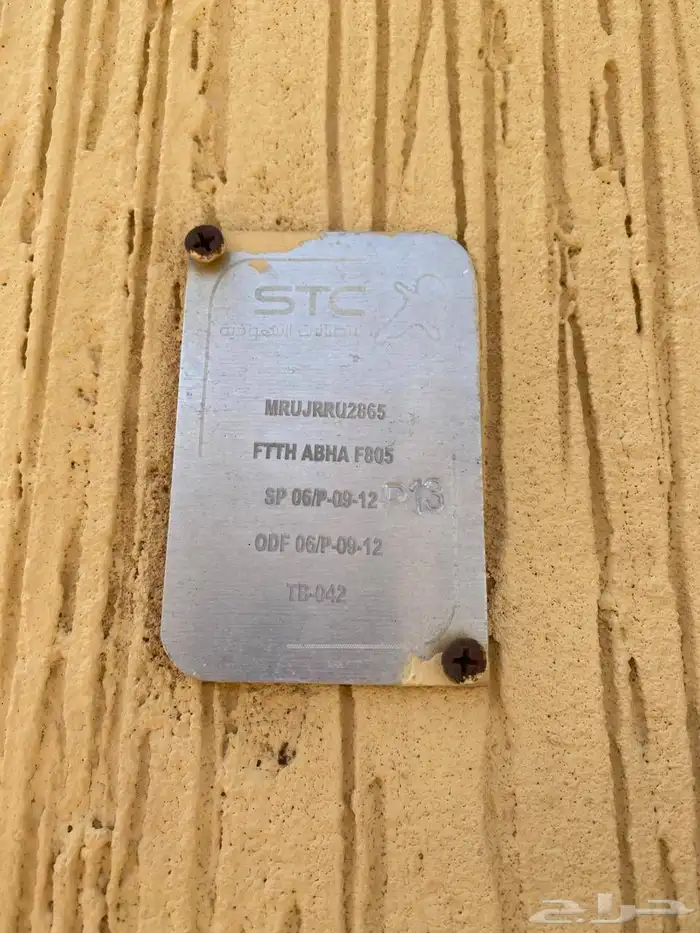 STC
الاتصالات السعودية
MRUJRRU2865
FTTH ABHA F805
SP 06/P-09-12 P13
ODF 06/P-09-12
TB-042
حراج